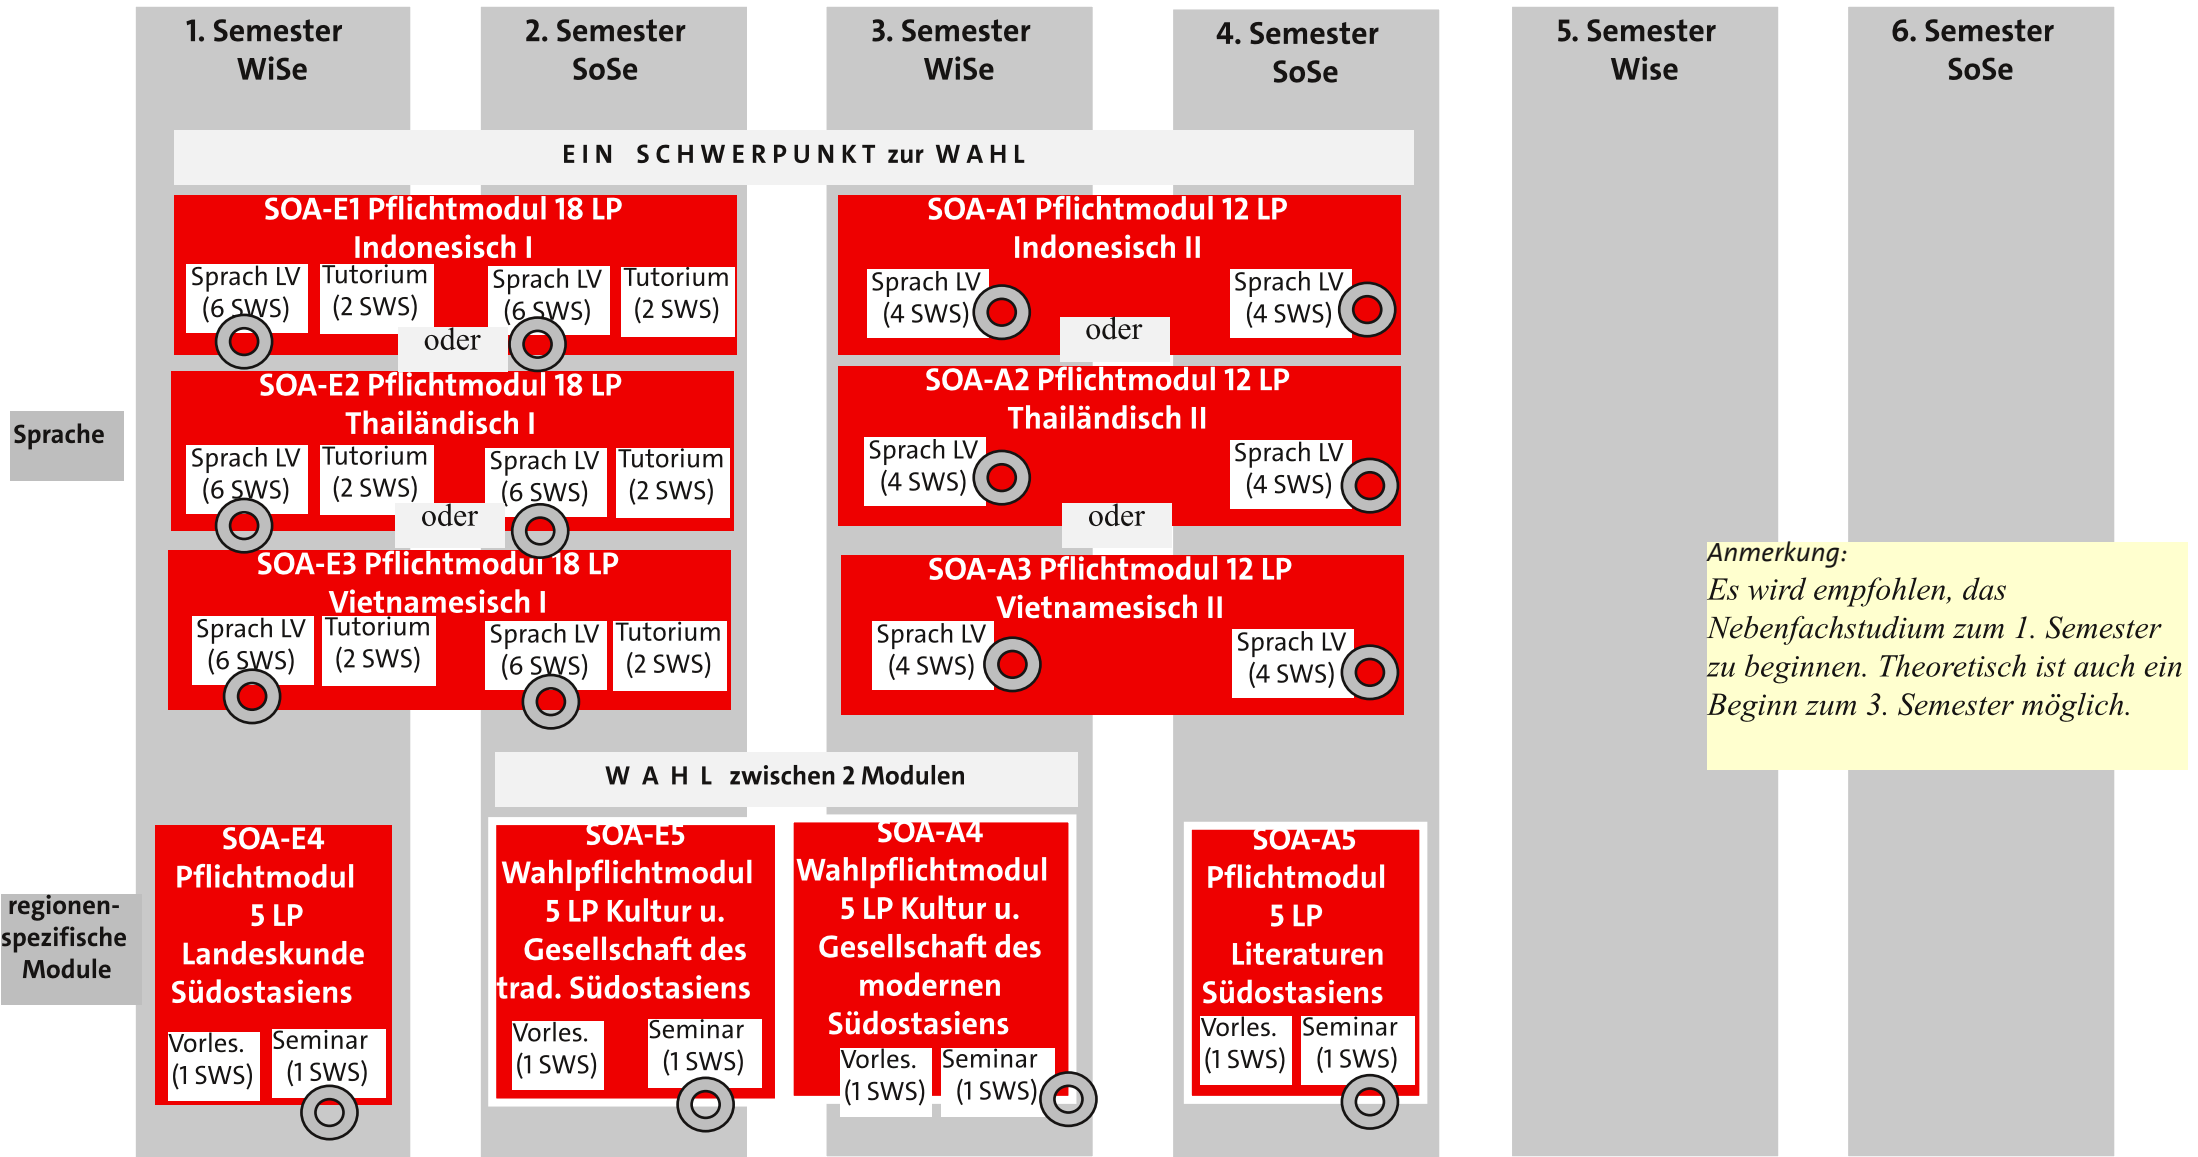 1. Semester
WiSe
2. Semester
SoSe
3. Semester
WiSe
4. Semester
SoSe
5. Semester
Wise
6. Semester
SoSe
EIN SCHWERPUNKT zur WAHL
Sprache
SOA-E1 Pflichtmodul 18 LP
Indonesisch I
Sprach LV
(6 SWS)
Tutorium
(2 SWS)
Sprach LV
(6 SWS)
Tutorium
(2 SWS)
oder
SOA-E2 Pflichtmodul 18 LP
Thailändisch I
Sprach LV
(6 SWS)
Tutorium
(2 SWS)
Sprach LV
(6 SWS)
Tutorium
(2 SWS)
oder
SOA-E3 Pflichtmodul 18 LP
Vietnamesisch I
Sprach LV
(6 SWS)
Tutorium
(2 SWS)
Sprach LV
(6 SWS)
Tutorium
(2 SWS)
SOA-A1 Pflichtmodul 12 LP
Indonesisch II
Sprach LV
(4 SWS)
Sprach LV
(4 SWS)
oder
SOA-A2 Pflichtmodul 12 LP
Thailändisch II
Sprach LV
(4 SWS)
Sprach LV
(4 SWS)
oder
SOA-A3 Pflichtmodul 12 LP
Vietnamesisch II
Sprach LV
(4 SWS)
Sprach LV
(4 SWS)
Anmerkung:
Es wird empfohlen, das
Nebenfachstudium zum 1. Semester
zu beginnen. Theoretisch ist auch ein
Beginn zum 3. Semester möglich.
WAHL zwischen 2 Modulen
regionen-
spezifische
Module
SOA-E4
Pflichtmodul
5 LP
Landeskunde
Südostasiens
Vorles.
(1 SWS)
Seminar
(1 SWS)
SOA-E5
Wahlpflichtmodul
5 LP Kultur u.
Gesellschaft des
trad. Südostasiens
Vorles.
(1 SWS)
Seminar
(1 SWS)
SOA-A4
Wahlpflichtmodul
5 LP Kultur u.
Gesellschaft des
modernen
Südostasiens
Vorles.
(1 SWS)
Seminar
(1 SWS)
SOA-A5
Pflichtmodul
5 LP
Literaturen
Südostasiens
Vorles.
(1 SWS)
Seminar
(1 SWS)